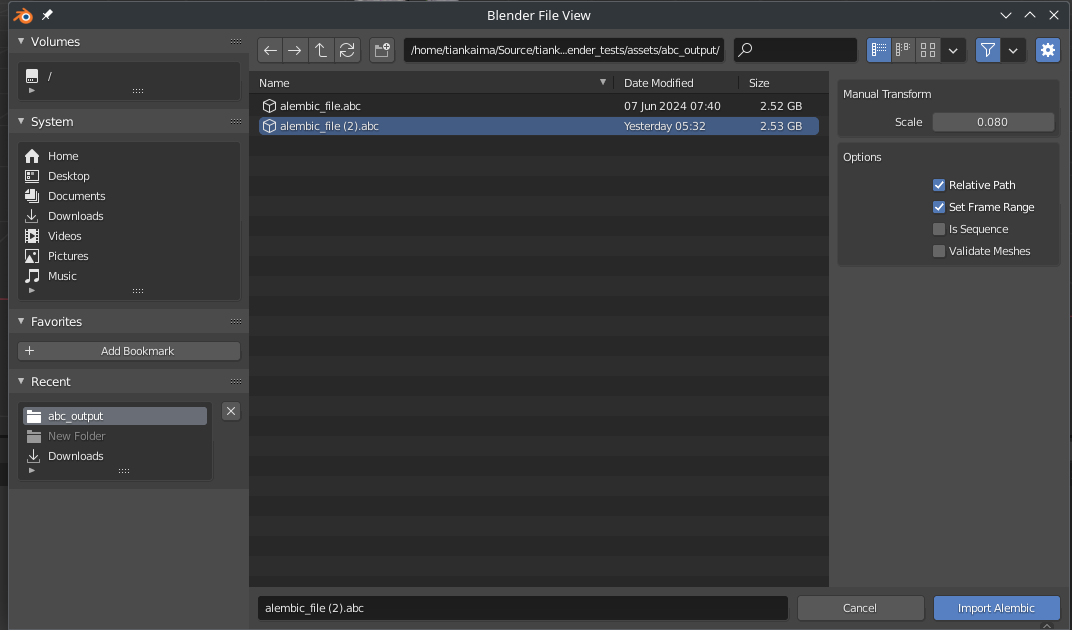 Blender File View
Volumes
/
System
Home
Desktop
Documents
Downloads
Videos
Pictures
Music
Favorites
Add Bookmark
Recent
abc_output
New Folder
Downloads
/home/tiankaima/Source/tiank...ender_tests/assets/abc_output/
Name Date Modified Size
alembic_file.abc 07 Jun 2024 07:40 2.52 GB
alembic_file (2).abc Yesterday 05:32 2.53 GB
Manual Transform
Scale 0.080
Options
Relative Path
Set Frame Range
Is Sequence
Validate Meshes
alembic_file (2).abc
Cancel
Import Alembic